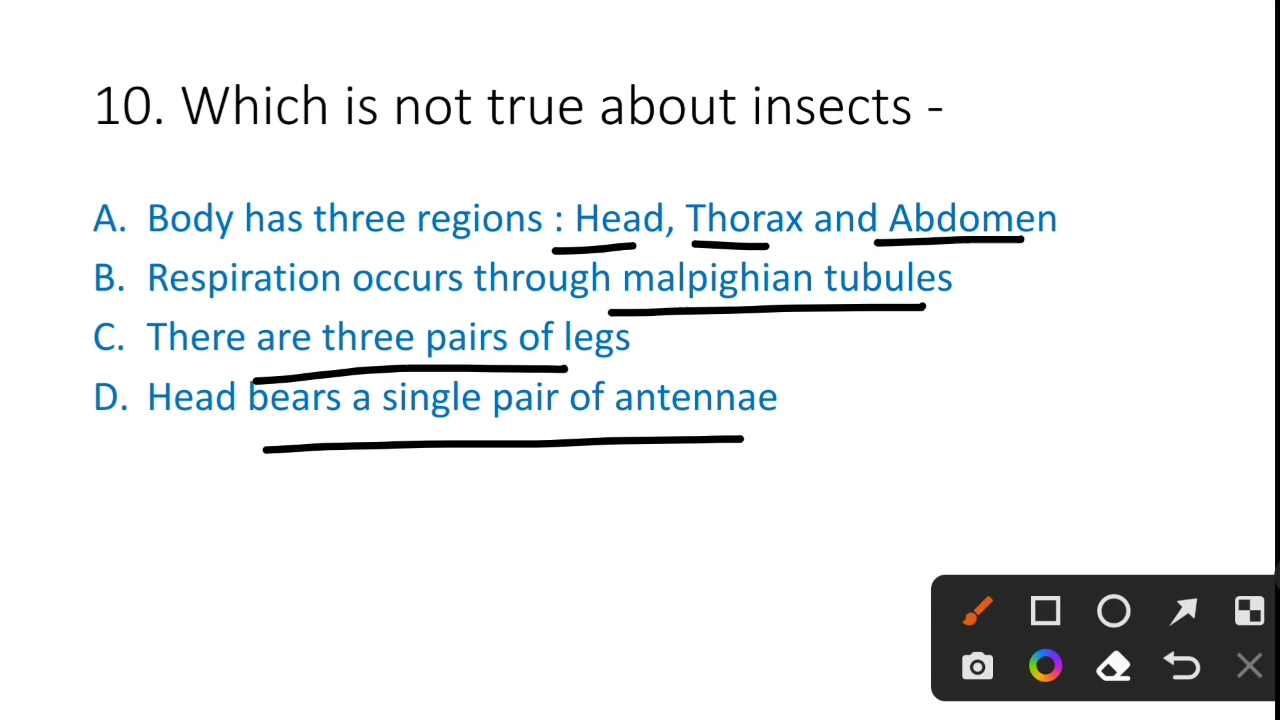 10. Which is not true about insects -
A. Body has three regions : Head, Thorax and Abdomen
B. Respiration occurs through malpighian tubules
C. There are three pairs of legs
D. Head bears a single pair of antennae